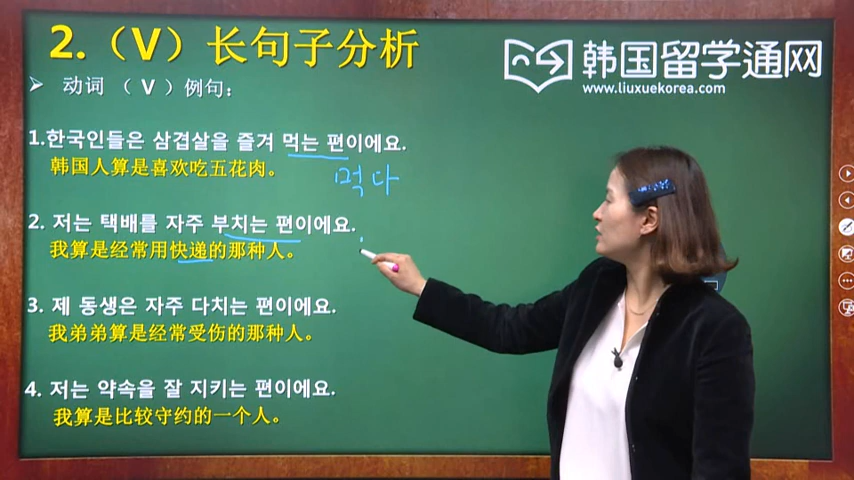 2.（V）长句子分析
韩国留学通网
www.liuxuekorea.com
动词 （ V ）例句：
1.한국인들은 삼겹살을 즐겨 먹는 편이에요.
韩国人算是喜欢吃五花肉。
먹다
2. 저는 택배를 자주 부치는 편이에요.
我算是经常用快递的那种人。
3. 제 동생은 자주 다치는 편이에요.
我弟弟算是经常受伤的那种人。
4. 저는 약속을 잘 지키는 편이에요.
我算是比较守约的一个人。